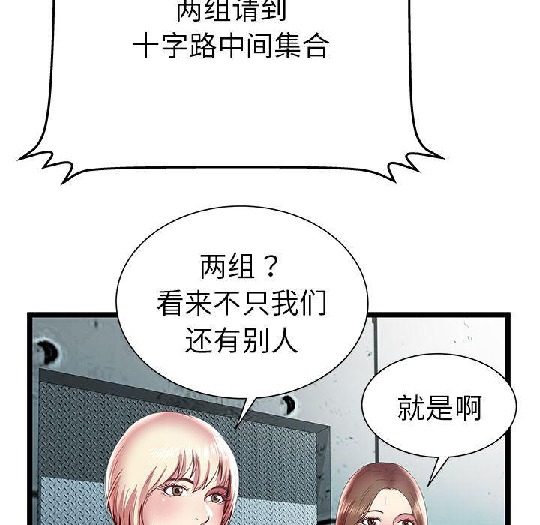 两组请到
十字路中间集合
两组？
看来不只我们
还有别人
就是啊